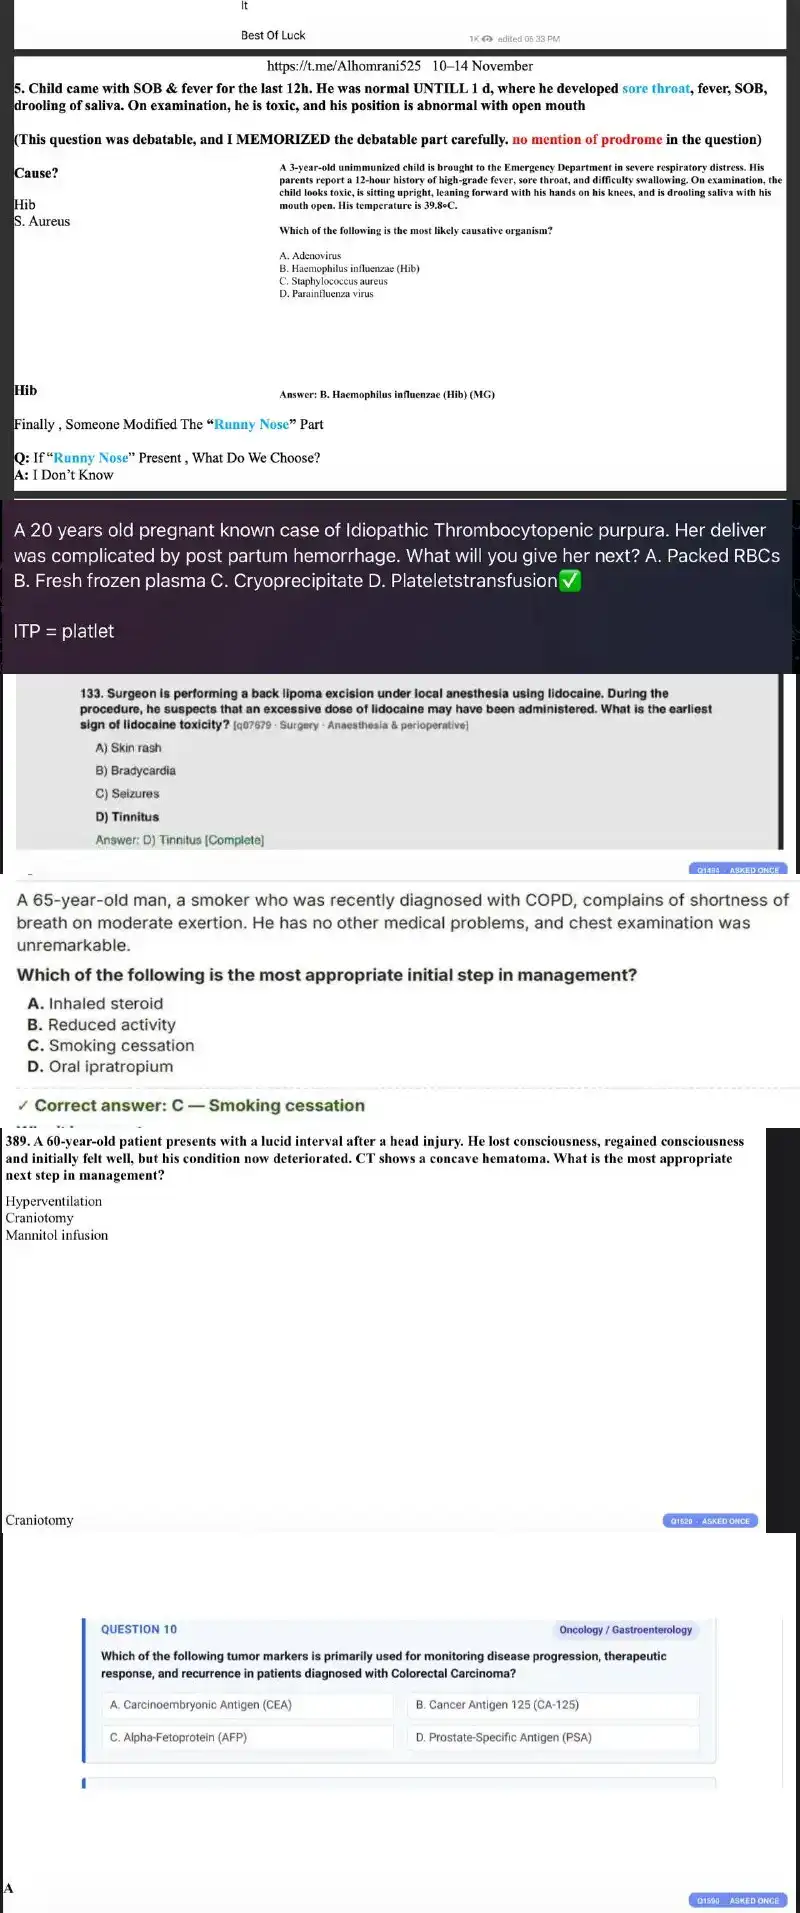 It
Best Of Luck
1K edited 06:33 PM
https://t.me/Alhomrani525 10–14 November
5. Child came with SOB & fever for the last 12h. He was normal UNTILL 1 d, where he developed sore throat, fever, SOB,
drooling of saliva. On examination, he is toxic, and his position is abnormal with open mouth
(This question was debatable, and I MEMORIZED the debatable part carefully. no mention of prodrome in the question)
Cause?
Hib
S. Aureus
A 3-year-old unimmunized child is brought to the Emergency Department in severe respiratory distress. His
parents report a 12-hour history of high-grade fever, sore throat, and difficulty swallowing. On examination, the
child looks toxic, is sitting upright, leaning forward with his hands on his knees, and is drooling saliva with his
mouth open. His temperature is 39.8∘C.
Which of the following is the most likely causative organism?
A. Adenovirus
B. Haemophilus influenzae (Hib)
C. Staphylococcus aureus
D. Parainfluenza virus
Hib
Answer: B. Haemophilus influenzae (Hib) (MG)
Finally , Someone Modified The “Runny Nose” Part
Q: If “Runny Nose” Present , What Do We Choose?
A: I Don’t Know
A 20 years old pregnant known case of Idiopathic Thrombocytopenic purpura. Her deliver
was complicated by post partum hemorrhage. What will you give her next? A. Packed RBCs
B. Fresh frozen plasma C. Cryoprecipitate D. Plateletstransfusion✅
ITP = platlet
133. Surgeon is performing a back lipoma excision under local anesthesia using lidocaine. During the
procedure, he suspects that an excessive dose of lidocaine may have been administered. What is the earliest
sign of lidocaine toxicity? [q07679 · Surgery · Anaesthesia & perioperative]
A) Skin rash
B) Bradycardia
C) Seizures
D) Tinnitus
Answer: D) Tinnitus [Complete]
Q1484 · ASKED ONCE
A 65-year-old man, a smoker who was recently diagnosed with COPD, complains of shortness of
breath on moderate exertion. He has no other medical problems, and chest examination was
unremarkable.
Which of the following is the most appropriate initial step in management?
A. Inhaled steroid
B. Reduced activity
C. Smoking cessation
D. Oral ipratropium
✓ Correct answer: C — Smoking cessation
389. A 60-year-old patient presents with a lucid interval after a head injury. He lost consciousness, regained consciousness
and initially felt well, but his condition now deteriorated. CT shows a concave hematoma. What is the most appropriate
next step in management?
Hyperventilation
Craniotomy
Mannitol infusion
Craniotomy
Q1529 · ASKED ONCE
QUESTION 10
Oncology / Gastroenterology
Which of the following tumor markers is primarily used for monitoring disease progression, therapeutic
response, and recurrence in patients diagnosed with Colorectal Carcinoma?
A. Carcinoembryonic Antigen (CEA)
B. Cancer Antigen 125 (CA-125)
C. Alpha-Fetoprotein (AFP)
D. Prostate-Specific Antigen (PSA)
A
Q1590 · ASKED ONCE